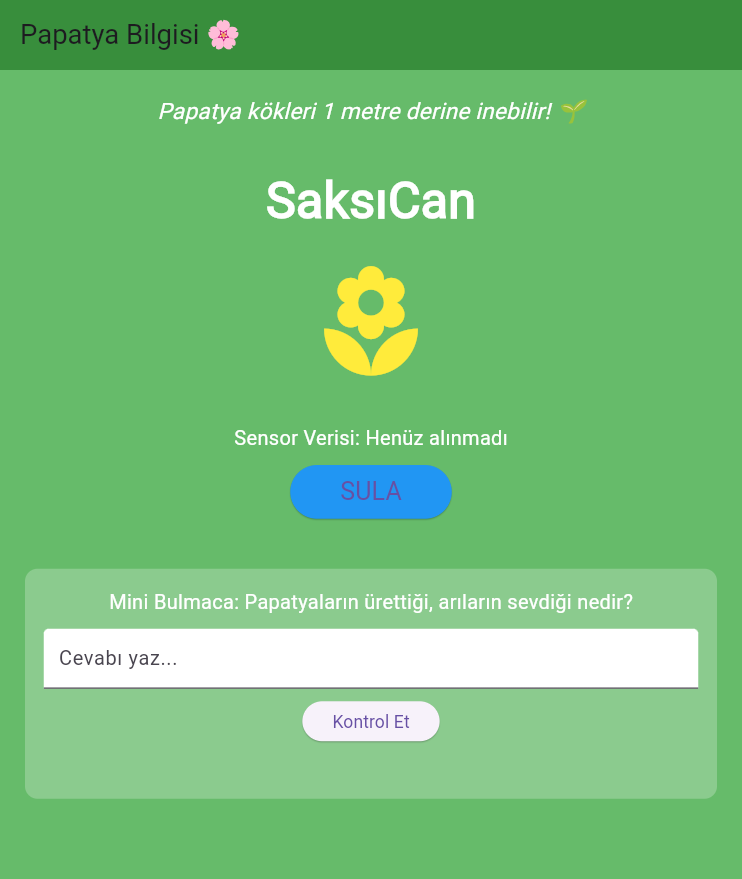 Papatya Bilgisi 🌸
Papatya kökleri 1 metre derine inebilir! 🌱
SaksıCan
Sensor Verisi: Henüz alınmadı
SULA
Mini Bulmaca: Papatyaların ürettiği, arıların sevdiği nedir?
Cevabı yaz...
Kontrol Et